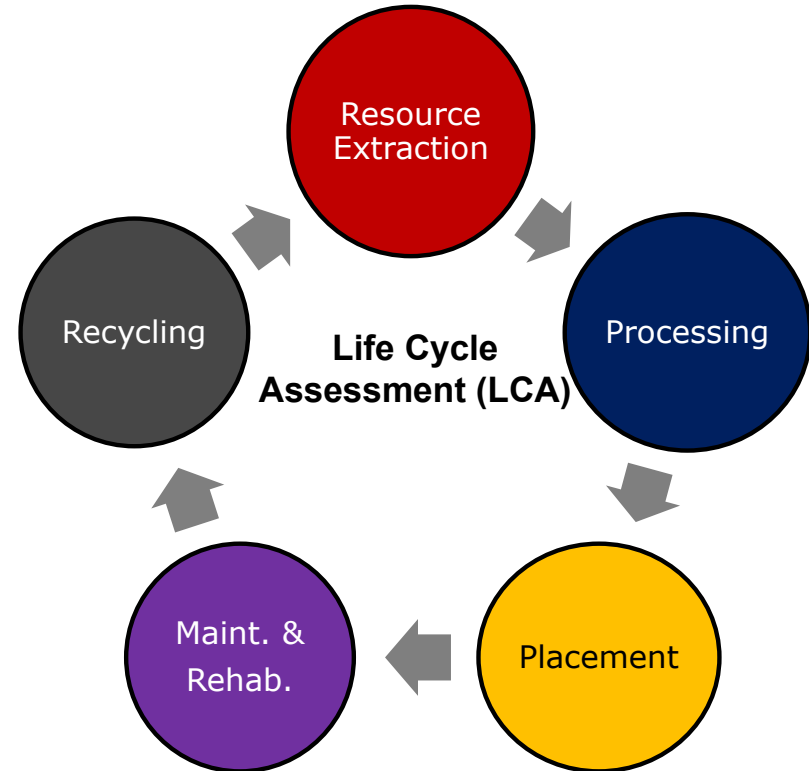 Resource
Extraction
Processing
Placement
Maint. &
Rehab.
Recycling
Life Cycle
Assessment (LCA)